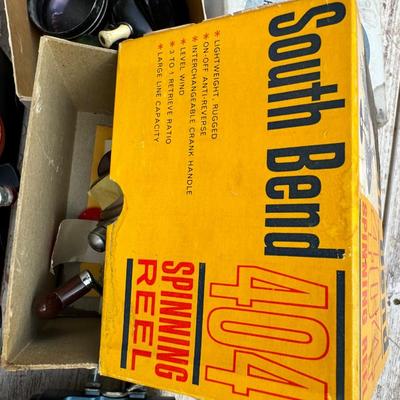 South Bend
* LIGHTWEIGHT, RUGGED
* ON-OFF ANTI-REVERSE
* INTERCHANGEABLE CRANK HANDLE
* LEVEL WIND
* 3 TO 1 RETRIEVE RATIO
* LARGE LINE CAPACITY
404
SPINNING
REEL